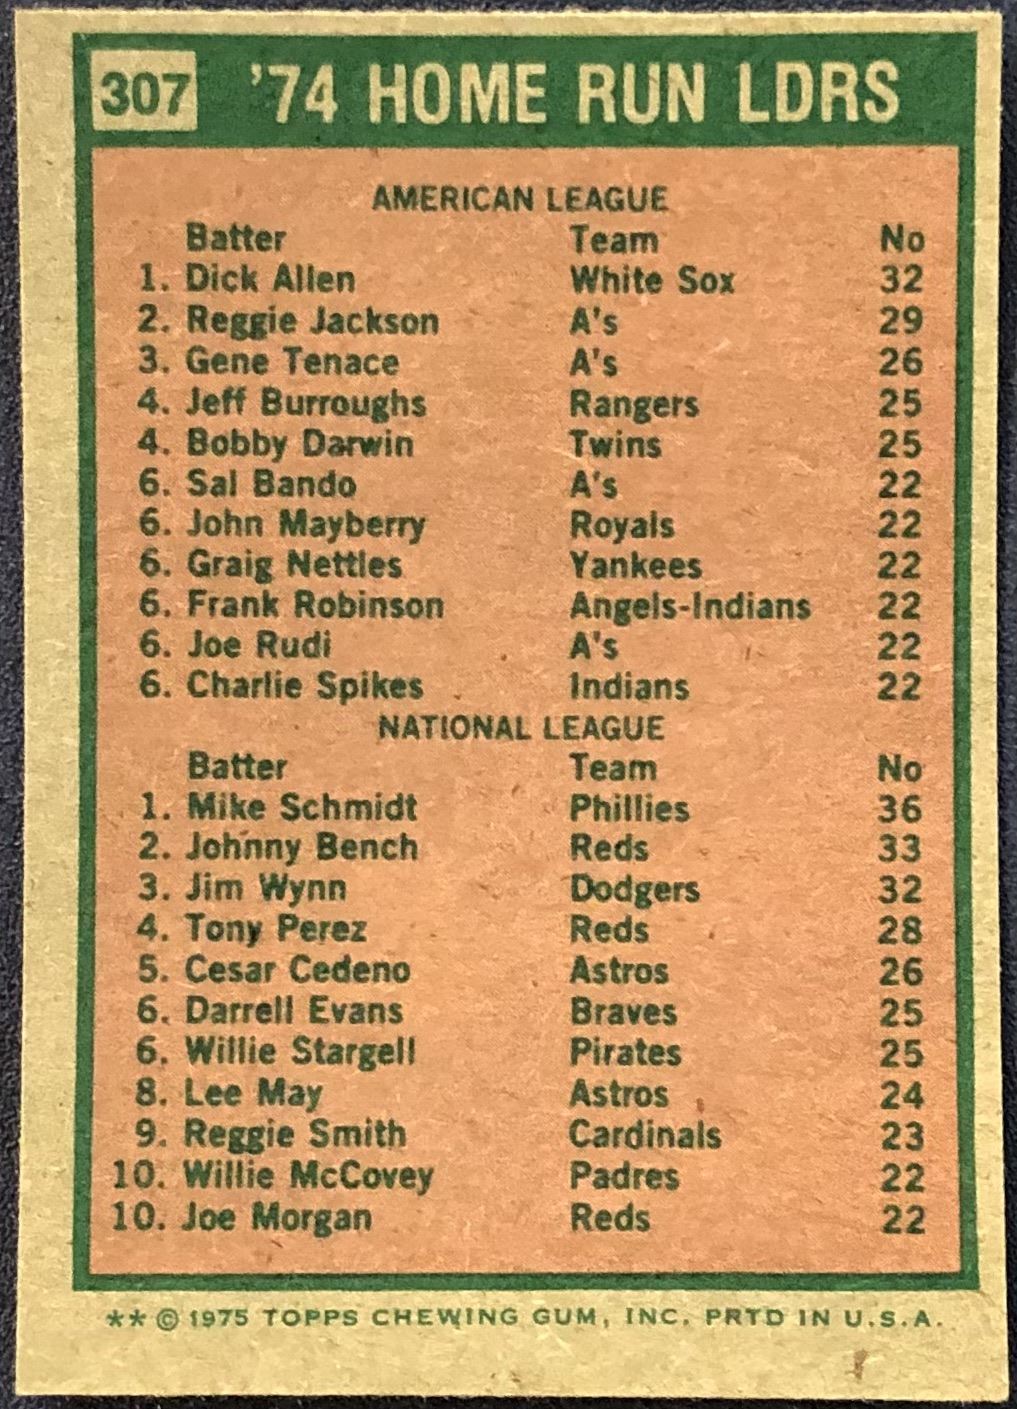 307 '74 HOME RUN LDRS
AMERICAN LEAGUE
Batter Team No
1. Dick Allen White Sox 32
2. Reggie Jackson A's 29
3. Gene Tenace A's 26
4. Jeff Burroughs Rangers 25
4. Bobby Darwin Twins 25
6. Sal Bando A's 22
6. John Mayberry Royals 22
6. Graig Nettles Yankees 22
6. Frank Robinson Angels-Indians 22
6. Joe Rudi A's 22
6. Charlie Spikes Indians 22
NATIONAL LEAGUE
Batter Team No
1. Mike Schmidt Phillies 36
2. Johnny Bench Reds 33
3. Jim Wynn Dodgers 32
4. Tony Perez Reds 28
5. Cesar Cedeno Astros 26
6. Darrell Evans Braves 25
6. Willie Stargell Pirates 25
8. Lee May Astros 24
9. Reggie Smith Cardinals 23
10. Willie McCovey Padres 22
10. Joe Morgan Reds 22
** © 1975 TOPPS CHEWING GUM, INC. PRTD IN U.S.A.